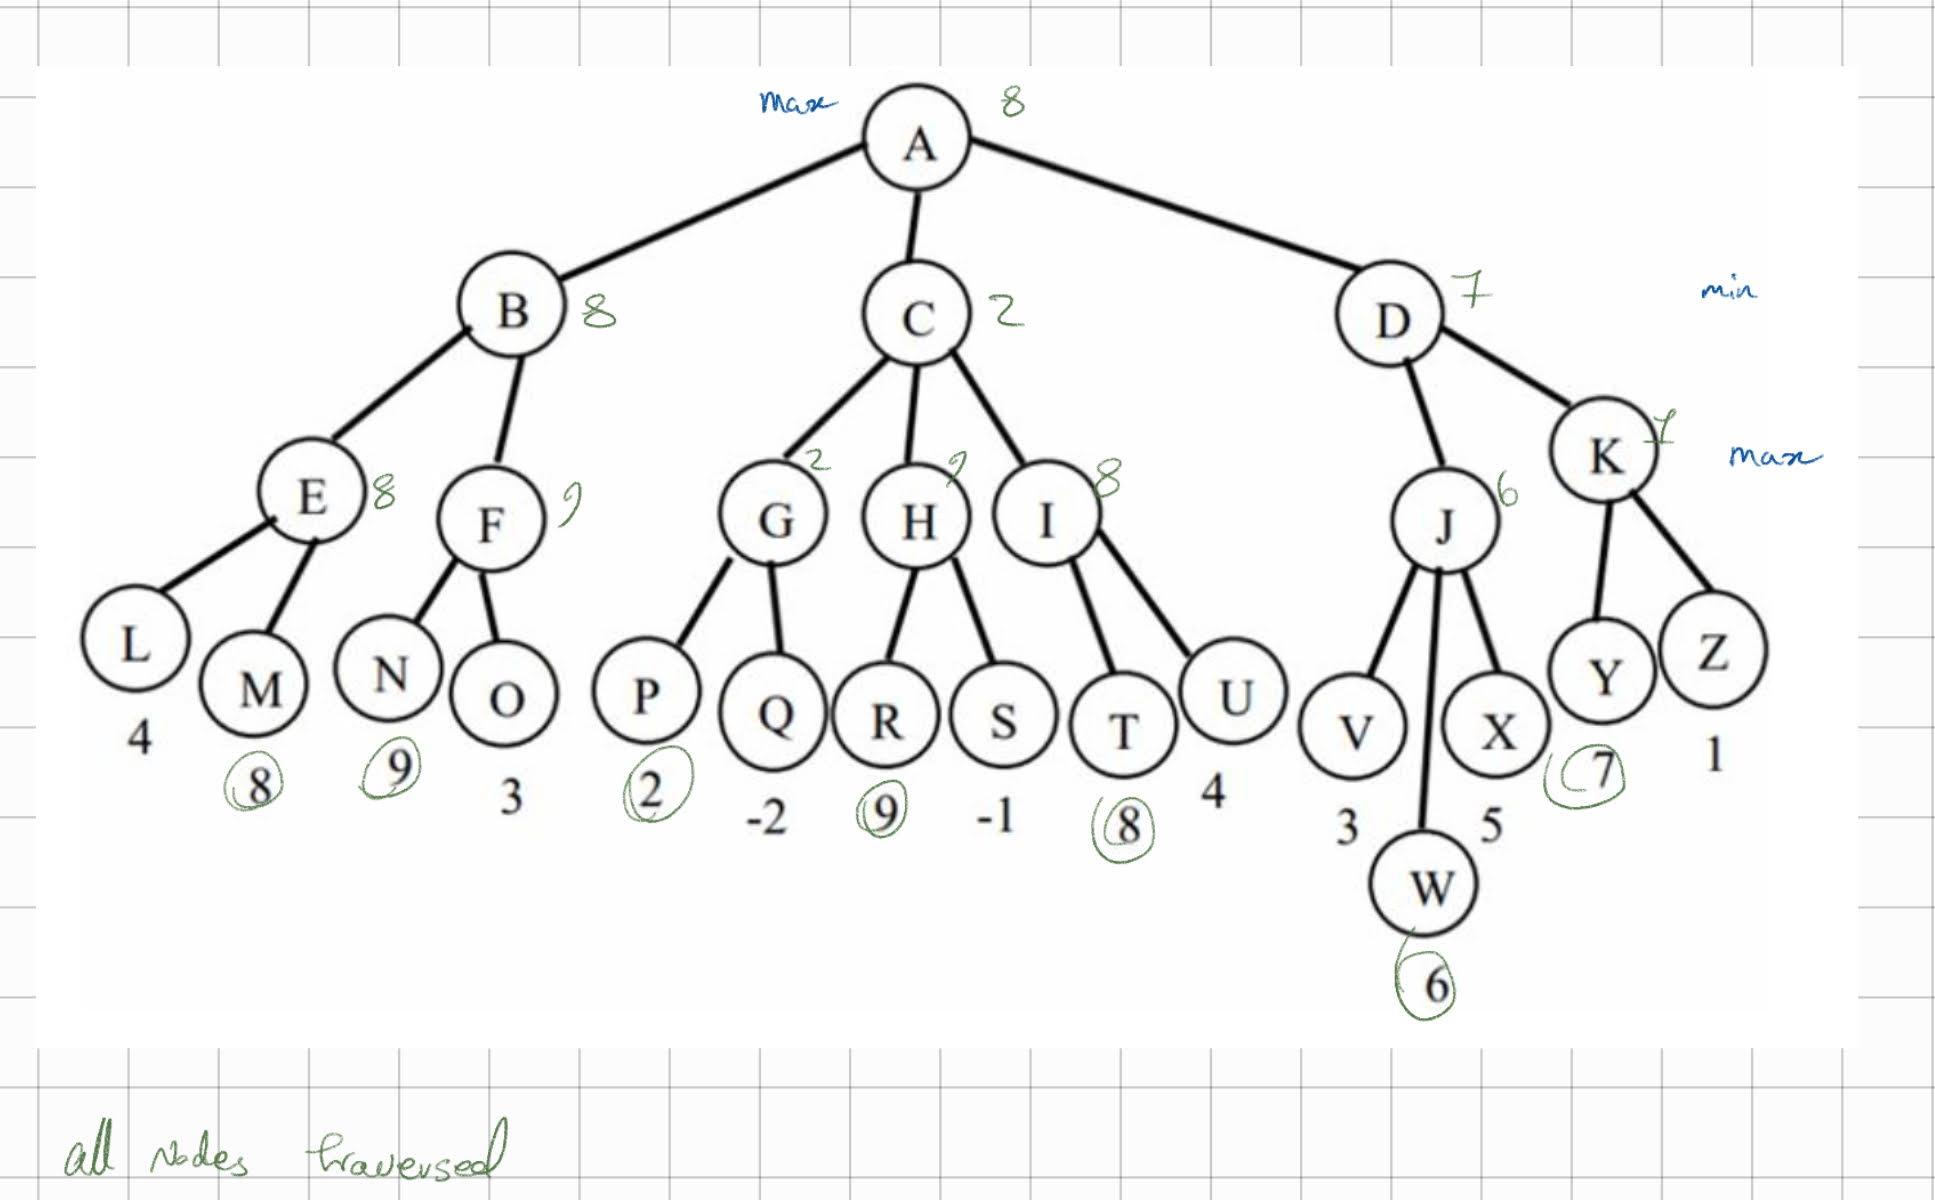 max A 8
B 8 C 2 D 7 min
E 8 F 9 G 2 H 9 I 8 J 6 K 7 max
L M N O P Q R S T U V X Y Z
4 8 9 3 2 -2 9 -1 8 4 3 5 7 1
W
6
all Nodes traversed